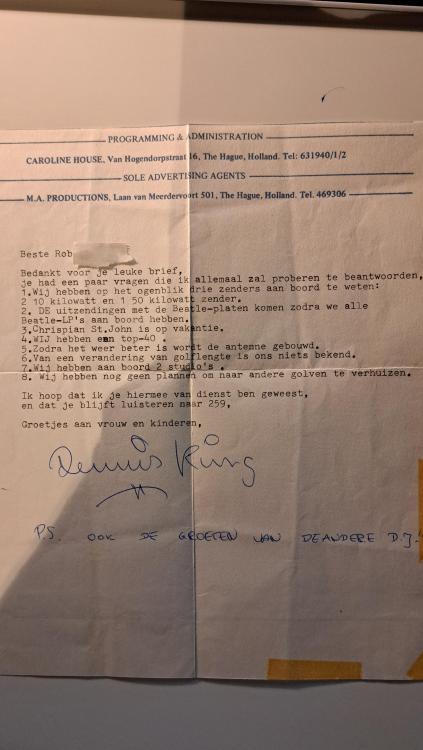 PROGRAMMING & ADMINISTRATION
CAROLINE HOUSE, Van Hogendorpstraat 16, The Hague, Holland. Tel: 631940/1/2
SOLE ADVERTISING AGENTS
M.A. PRODUCTIONS, Laan van Meerdervoort 501, The Hague, Holland. Tel. 469306
Beste Rob
Bedankt voor je leuke brief,
je had een paar vragen die ik allemaal zal proberen te beantwoorden,
1.Wij hebben op het ogenblik drie zenders aan boord te weten:
2 10 kilowatt en 1 50 kilowatt zender.
2. DE uitzendingen met de Beatle-platen komen zodra we alle
Beatle-LP's aan boord hebben.
3.Chrispian St.John is op vakantie.
4.WIJ hebben een top-40 .
5.Zodra het weer beter is wordt de antenne gebouwd.
6.Van een verandering van golflengte is ons niets bekend.
7.Wij hebben aan boord 2 studio's .
8. Wij hebben nog geen plannen om naar andere golven te verhuizen.
Ik hoop dat ik je hiermee van dienst ben geweest,
en dat je blijft luisteren naar 259,
Groetjes aan vrouw en kinderen,
Dennis King
P.S. OOK DE GROETEN VAN DE ANDERE D.J.